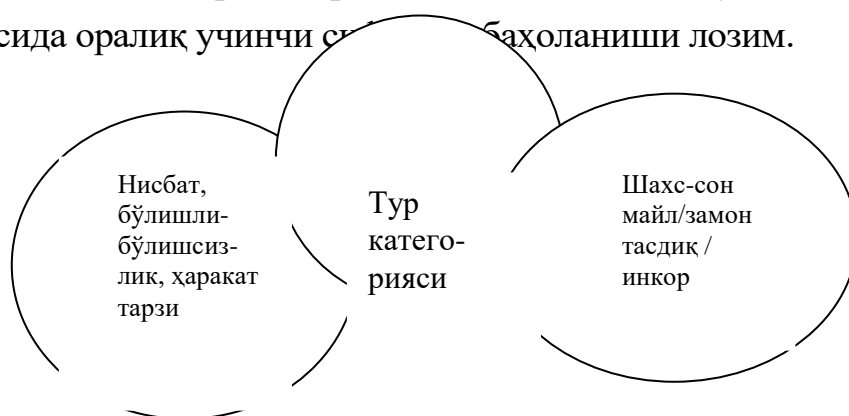 оралиқ учинчи баҳоланиши лозим.
Нисбат,
бўлишли-
бўлишсиз-
лик, ҳаракат
тарзи
Тур
катего-
рияси
Шахс-сон
майл/замон
тасдиқ /
инкор